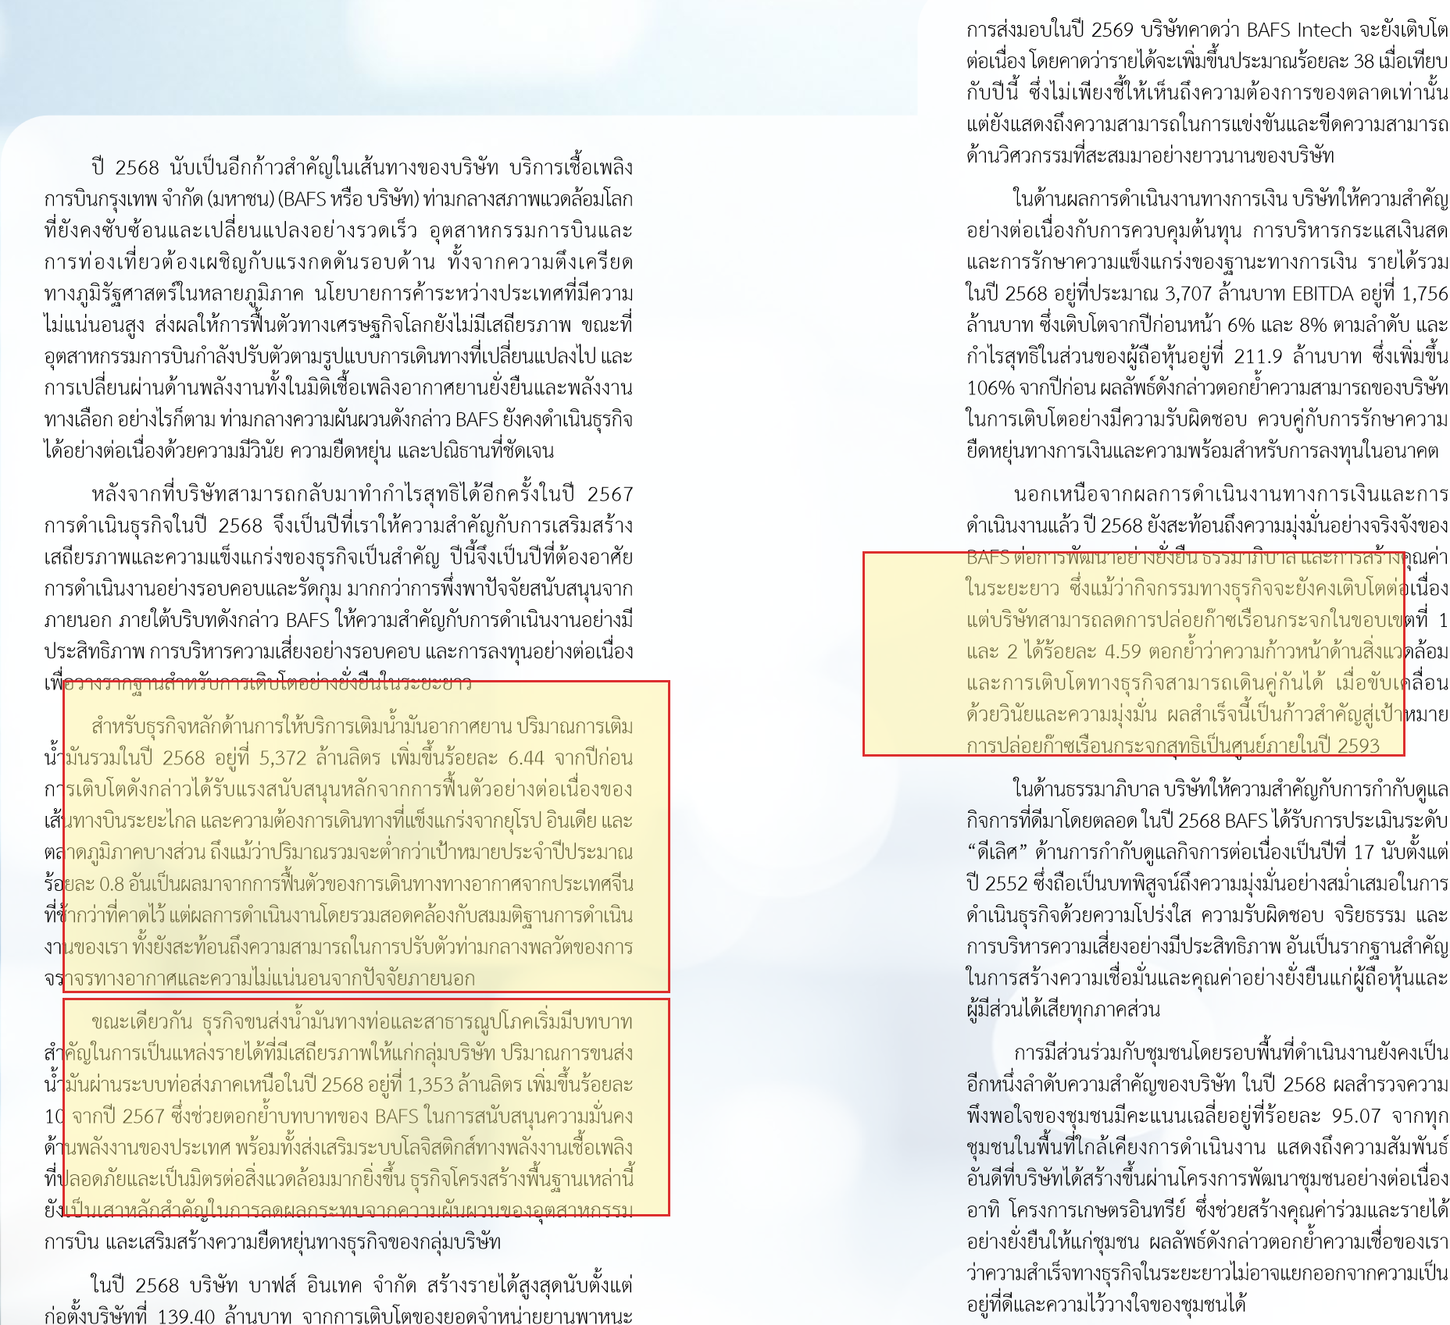 ปี 2568 นับเป็นอีกก้าวสำคัญในเส้นทางของบริษัท บริการเชื้อเพลิง
การบินกรุงเทพ จำกัด (มหาชน) (BAFS หรือ บริษัท) ท่ามกลางสภาพแวดล้อมโลก
ที่ยังคงซับซ้อนและเปลี่ยนแปลงอย่างรวดเร็ว อุตสาหกรรมการบินและ
การท่องเที่ยวต้องเผชิญกับแรงกดดันรอบด้าน ทั้งจากความตึงเครียด
ทางภูมิรัฐศาสตร์ในหลายภูมิภาค นโยบายการค้าระหว่างประเทศที่มีความ
ไม่แน่นอนสูง ส่งผลให้การฟื้นตัวทางเศรษฐกิจโลกยังไม่มีเสถียรภาพ ขณะที่
อุตสาหกรรมการบินกำลังปรับตัวตามรูปแบบการเดินทางที่เปลี่ยนแปลงไป และ
การเปลี่ยนผ่านด้านพลังงานทั้งในมิติเชื้อเพลิงอากาศยานยั่งยืนและพลังงาน
ทางเลือก อย่างไรก็ตาม ท่ามกลางความผันผวนดังกล่าว BAFS ยังคงดำเนินธุรกิจ
ได้อย่างต่อเนื่องด้วยความมีวินัย ความยืดหยุ่น และปณิธานที่ชัดเจน
หลังจากที่บริษัทสามารถกลับมาทำกำไรสุทธิได้อีกครั้งในปี 2567
การดำเนินธุรกิจในปี 2568 จึงเป็นปีที่เราให้ความสำคัญกับการเสริมสร้าง
เสถียรภาพและความแข็งแกร่งของธุรกิจเป็นสำคัญ ปีนี้จึงเป็นปีที่ต้องอาศัย
การดำเนินงานอย่างรอบคอบและรัดกุม มากกว่าการพึ่งพาปัจจัยสนับสนุนจาก
ภายนอก ภายใต้บริบทดังกล่าว BAFS ให้ความสำคัญกับการดำเนินงานอย่างมี
ประสิทธิภาพ การบริหารความเสี่ยงอย่างรอบคอบ และการลงทุนอย่างต่อเนื่อง
เพื่อวางรากฐานสำหรับการเติบโตอย่างยั่งยืนในระยะยาว
สำหรับธุรกิจหลักด้านการให้บริการเติมน้ำมันอากาศยาน ปริมาณการเติม
น้ำมันรวมในปี 2568 อยู่ที่ 5,372 ล้านลิตร เพิ่มขึ้นร้อยละ 6.44 จากปีก่อน
การเติบโตดังกล่าวได้รับแรงสนับสนุนหลักจากการฟื้นตัวอย่างต่อเนื่องของ
เส้นทางบินระยะไกล และความต้องการเดินทางที่แข็งแกร่งจากยุโรป อินเดีย และ
ตลาดภูมิภาคบางส่วน ถึงแม้ว่าปริมาณรวมจะต่ำกว่าเป้าหมายประจำปีประมาณ
ร้อยละ 0.8 อันเป็นผลมาจากการฟื้นตัวของการเดินทางทางอากาศจากประเทศจีน
ที่ช้ากว่าที่คาดไว้ แต่ผลการดำเนินงานโดยรวมสอดคล้องกับสมมติฐานการดำเนิน
งานของเรา ทั้งยังสะท้อนถึงความสามารถในการปรับตัวท่ามกลางพลวัตของการ
จราจรทางอากาศและความไม่แน่นอนจากปัจจัยภายนอก
ขณะเดียวกัน ธุรกิจขนส่งน้ำมันทางท่อและสาธารณูปโภคเริ่มมีบทบาท
สำคัญในการเป็นแหล่งรายได้ที่มีเสถียรภาพให้แก่กลุ่มบริษัท ปริมาณการขนส่ง
น้ำมันผ่านระบบท่อส่งภาคเหนือในปี 2568 อยู่ที่ 1,353 ล้านลิตร เพิ่มขึ้นร้อยละ
10 จากปี 2567 ซึ่งช่วยตอกย้ำบทบาทของ BAFS ในการสนับสนุนความมั่นคง
ด้านพลังงานของประเทศ พร้อมทั้งส่งเสริมระบบโลจิสติกส์ทางพลังงานเชื้อเพลิง
ที่ปลอดภัยและเป็นมิตรต่อสิ่งแวดล้อมมากยิ่งขึ้น ธุรกิจโครงสร้างพื้นฐานเหล่านี้
ยังเป็นเสาหลักสำคัญในการลดผลกระทบจากความผันผวนของอุตสาหกรรม
การบิน และเสริมสร้างความยืดหยุ่นทางธุรกิจของกลุ่มบริษัท
ในปี 2568 บริษัท บาฟส์ อินเทค จำกัด สร้างรายได้สูงสุดนับตั้งแต่
ก่อตั้งบริษัทที่ 139.40 ล้านบาท จากการเติบโตของยอดจำหน่ายยานพาหนะ
การส่งมอบในปี 2569 บริษัทคาดว่า BAFS Intech จะยังเติบโต
ต่อเนื่อง โดยคาดว่ารายได้จะเพิ่มขึ้นประมาณร้อยละ 38 เมื่อเทียบ
กับปีนี้ ซึ่งไม่เพียงชี้ให้เห็นถึงความต้องการของตลาดเท่านั้น
แต่ยังแสดงถึงความสามารถในการแข่งขันและขีดความสามารถ
ด้านวิศวกรรมที่สะสมมาอย่างยาวนานของบริษัท
ในด้านผลการดำเนินงานทางการเงิน บริษัทให้ความสำคัญ
อย่างต่อเนื่องกับการควบคุมต้นทุน การบริหารกระแสเงินสด
และการรักษาความแข็งแกร่งของฐานะทางการเงิน รายได้รวม
ในปี 2568 อยู่ที่ประมาณ 3,707 ล้านบาท EBITDA อยู่ที่ 1,756
ล้านบาท ซึ่งเติบโตจากปีก่อนหน้า 6% และ 8% ตามลำดับ และ
กำไรสุทธิในส่วนของผู้ถือหุ้นอยู่ที่ 211.9 ล้านบาท ซึ่งเพิ่มขึ้น
106% จากปีก่อน ผลลัพธ์ดังกล่าวตอกย้ำความสามารถของบริษัท
ในการเติบโตอย่างมีความรับผิดชอบ ควบคู่กับการรักษาความ
ยืดหยุ่นทางการเงินและความพร้อมสำหรับการลงทุนในอนาคต
นอกเหนือจากผลการดำเนินงานทางการเงินและการ
ดำเนินงานแล้ว ปี 2568 ยังสะท้อนถึงความมุ่งมั่นอย่างจริงจังของ
BAFS ต่อการพัฒนาอย่างยั่งยืน ธรรมาภิบาล และการสร้างคุณค่า
ในระยะยาว ซึ่งแม้ว่ากิจกรรมทางธุรกิจจะยังคงเติบโตต่อเนื่อง
แต่บริษัทสามารถลดการปล่อยก๊าซเรือนกระจกในขอบเขตที่ 1
และ 2 ได้ร้อยละ 4.59 ตอกย้ำว่าความก้าวหน้าด้านสิ่งแวดล้อม
และการเติบโตทางธุรกิจสามารถเดินคู่กันได้ เมื่อขับเคลื่อน
ด้วยวินัยและความมุ่งมั่น ผลสำเร็จนี้เป็นก้าวสำคัญสู่เป้าหมาย
การปล่อยก๊าซเรือนกระจกสุทธิเป็นศูนย์ภายในปี 2593
ในด้านธรรมาภิบาล บริษัทให้ความสำคัญกับการกำกับดูแล
กิจการที่ดีมาโดยตลอด ในปี 2568 BAFS ได้รับการประเมินระดับ
“ดีเลิศ” ด้านการกำกับดูแลกิจการต่อเนื่องเป็นปีที่ 17 นับตั้งแต่
ปี 2552 ซึ่งถือเป็นบทพิสูจน์ถึงความมุ่งมั่นอย่างสม่ำเสมอในการ
ดำเนินธุรกิจด้วยความโปร่งใส ความรับผิดชอบ จริยธรรม และ
การบริหารความเสี่ยงอย่างมีประสิทธิภาพ อันเป็นรากฐานสำคัญ
ในการสร้างความเชื่อมั่นและคุณค่าอย่างยั่งยืนแก่ผู้ถือหุ้นและ
ผู้มีส่วนได้เสียทุกภาคส่วน
การมีส่วนร่วมกับชุมชนโดยรอบพื้นที่ดำเนินงานยังคงเป็น
อีกหนึ่งลำดับความสำคัญของบริษัท ในปี 2568 ผลสำรวจความ
พึงพอใจของชุมชนมีคะแนนเฉลี่ยอยู่ที่ร้อยละ 95.07 จากทุก
ชุมชนในพื้นที่ใกล้เคียงการดำเนินงาน แสดงถึงความสัมพันธ์
อันดีที่บริษัทได้สร้างขึ้นผ่านโครงการพัฒนาชุมชนอย่างต่อเนื่อง
อาทิ โครงการเกษตรอินทรีย์ ซึ่งช่วยสร้างคุณค่าร่วมและรายได้
อย่างยั่งยืนให้แก่ชุมชน ผลลัพธ์ดังกล่าวตอกย้ำความเชื่อของเรา
ว่าความสำเร็จทางธุรกิจในระยะยาวไม่อาจแยกออกจากความเป็น
อยู่ที่ดีและความไว้วางใจของชุมชนได้